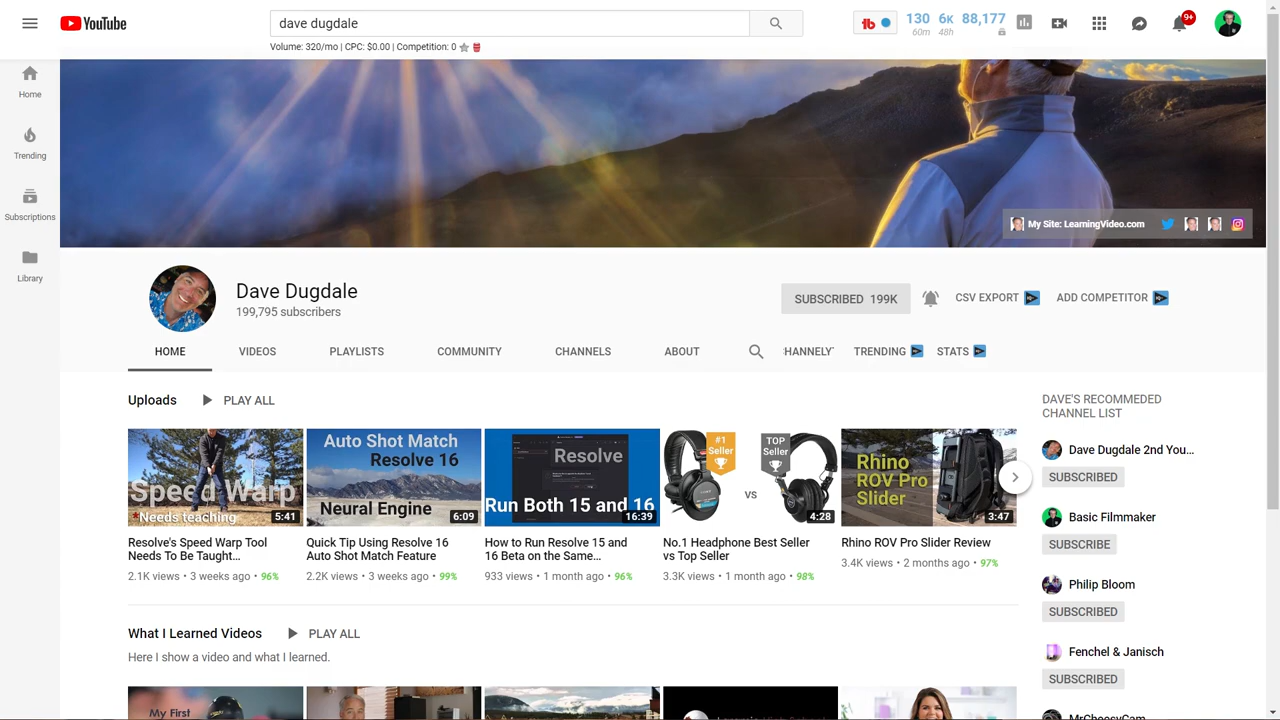 YouTube
dave dugdale
130 6K 88,177
60m 48h
9+
Volume: 320/mo | CPC: $0.00 | Competition: 0
Home
Trending
Subscriptions
Library
My Site: LearningVideo.com
Dave Dugdale
199,795 subscribers
SUBSCRIBED 199K
CSV EXPORT
ADD COMPETITOR
HOME VIDEOS PLAYLISTS COMMUNITY CHANNELS ABOUT
TRENDING STATS
Uploads PLAY ALL
Speed Warp
*Needs teaching
5:41
Resolve's Speed Warp Tool
Needs To Be Taught...
2.1K views • 3 weeks ago • 96%
Auto Shot Match
Resolve 16
Neural Engine
6:09
Quick Tip Using Resolve 16
Auto Shot Match Feature
2.2K views • 3 weeks ago • 99%
Resolve
Run Both 15 and 16
16:39
How to Run Resolve 15 and
16 Beta on the Same...
933 views • 1 month ago • 96%
#1
Seller
VS
TOP
Seller
4:28
No.1 Headphone Best Seller
vs Top Seller
3.3K views • 1 month ago • 98%
Rhino
ROV Pro
Slider
3:47
Rhino ROV Pro Slider Review
3.4K views • 2 months ago • 97%
What I Learned Videos PLAY ALL
Here I show a video and what I learned.
My First
DAVE'S RECOMMEDED
CHANNEL LIST
Dave Dugdale 2nd You...
SUBSCRIBED
Basic Filmmaker
SUBSCRIBE
Philip Bloom
SUBSCRIBED
Fenchel & Janisch
SUBSCRIBED
MrCheesyCam